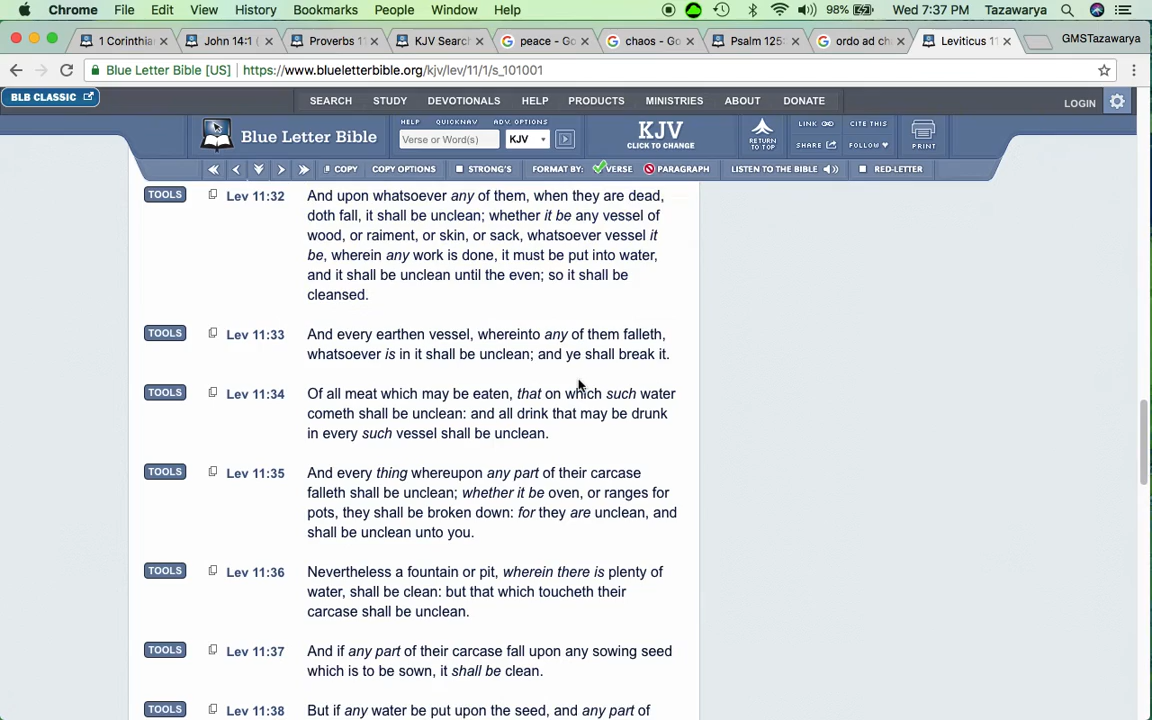 Chrome File Edit View History Bookmarks People Window Help 98% Wed 7:37 PM Tazawarya
1 Corinthia John 14:1 ( Proverbs 1 KJV Searc peace - Go chaos - Go Psalm 125: ordo ad ch Leviticus 11 GMSTazawarya
Blue Letter Bible [US] https://www.blueletterbible.org/kjv/lev/11/1/s_101001
BLB CLASSIC SEARCH STUDY DEVOTIONALS HELP PRODUCTS MINISTRIES ABOUT DONATE LOGIN
HELP QUICKNAV ADV. OPTIONS
Blue Letter Bible Verse or Word(s) KJV KJV CLICK TO CHANGE RETURN TO TOP LINK CITE THIS SHARE FOLLOW PRINT
COPY COPY OPTIONS STRONG'S FORMAT BY: VERSE PARAGRAPH LISTEN TO THE BIBLE RED-LETTER
TOOLS Lev 11:32 And upon whatsoever any of them, when they are dead,
doth fall, it shall be unclean; whether it be any vessel of
wood, or raiment, or skin, or sack, whatsoever vessel it
be, wherein any work is done, it must be put into water,
and it shall be unclean until the even; so it shall be
cleansed.
TOOLS Lev 11:33 And every earthen vessel, whereinto any of them falleth,
whatsoever is in it shall be unclean; and ye shall break it.
TOOLS Lev 11:34 Of all meat which may be eaten, that on which such water
cometh shall be unclean: and all drink that may be drunk
in every such vessel shall be unclean.
TOOLS Lev 11:35 And every thing whereupon any part of their carcase
falleth shall be unclean; whether it be oven, or ranges for
pots, they shall be broken down: for they are unclean, and
shall be unclean unto you.
TOOLS Lev 11:36 Nevertheless a fountain or pit, wherein there is plenty of
water, shall be clean: but that which toucheth their
carcase shall be unclean.
TOOLS Lev 11:37 And if any part of their carcase fall upon any sowing seed
which is to be sown, it shall be clean.
TOOLS Lev 11:38 But if any water be put upon the seed, and any part of